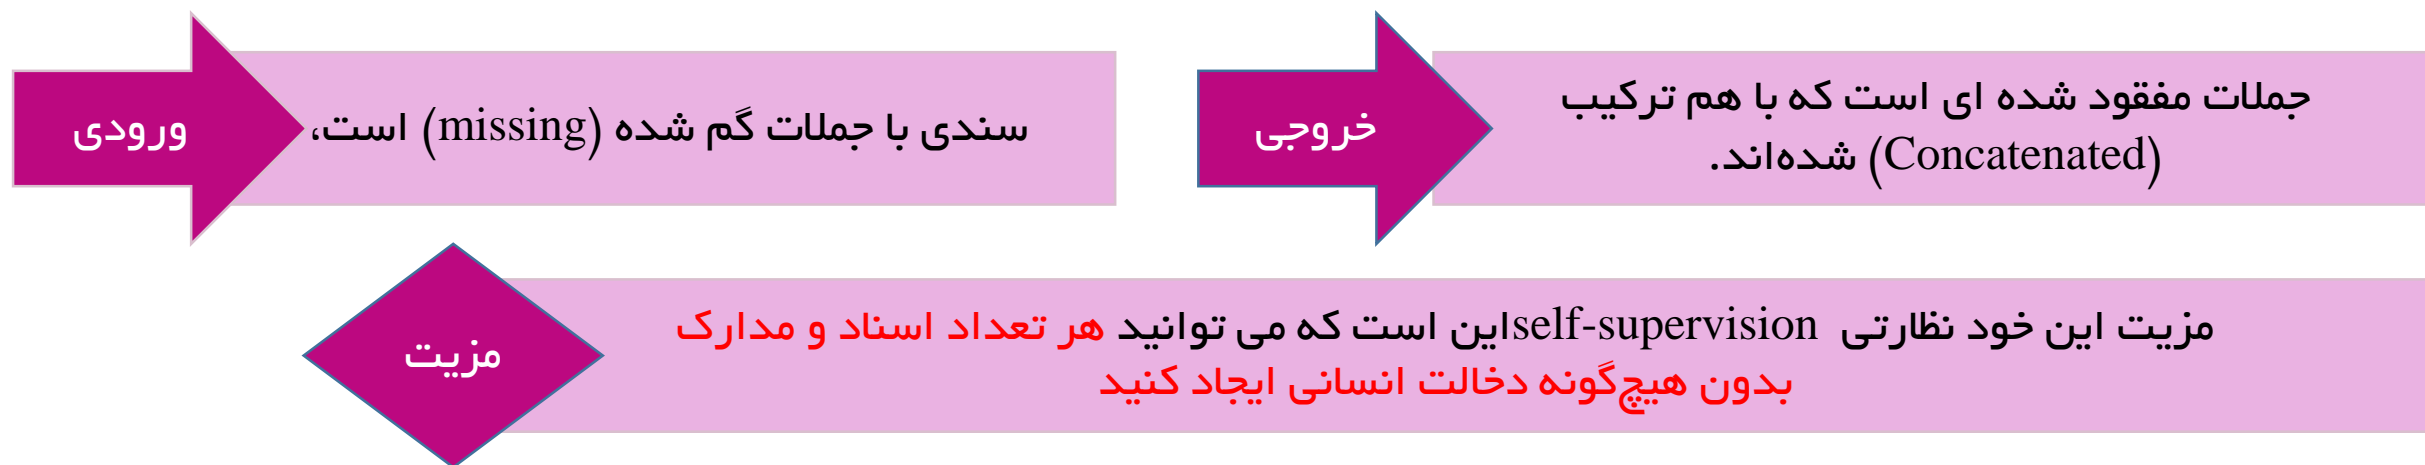 ورودی
سندی با جملات گم شده (missing) است،
خروجی
جملات مفقود شده ای است که با هم ترکیب
(Concatenated) شده‌اند.
مزیت
مزیت این خود نظارتی self-supervisionاین است که می توانید هر تعداد اسناد و مدارک
بدون هیچ‌گونه دخالت انسانی ایجاد کنید